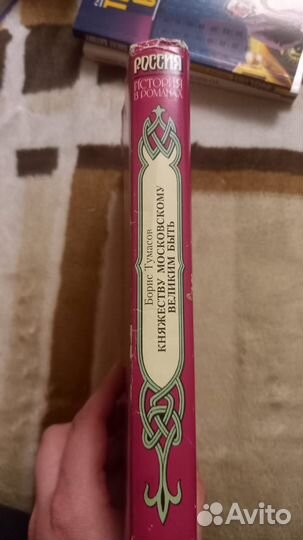 РОССИЯ
ИСТОРИЯ
В РОМАНАХ
Борис Тумасов
КНЯЖЕСТВУ МОСКОВСКОМУ
ВЕЛИКИМ БЫТЬ
Avito